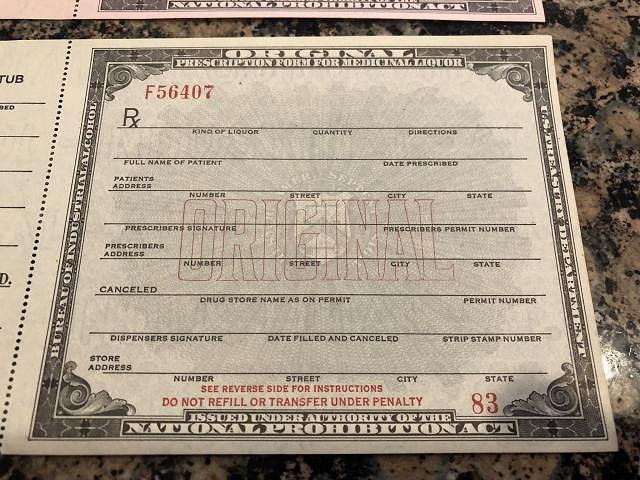 NATIONAL PROHIBITION ACT
TUB
ORIGINAL
PRESCRIPTION FORM FOR MEDICINAL LIQUOR
F56407
Rx
KIND OF LIQUOR QUANTITY DIRECTIONS
FULL NAME OF PATIENT DATE PRESCRIBED
PATIENTS ADDRESS
NUMBER STREET CITY STATE
ORIGINAL
PRESCRIBERS SIGNATURE PRESCRIBERS PERMIT NUMBER
PRESCRIBERS ADDRESS
NUMBER STREET CITY STATE
CANCELED
DRUG STORE NAME AS ON PERMIT PERMIT NUMBER
DISPENSERS SIGNATURE DATE FILLED AND CANCELLED STRIP STAMP NUMBER
STORE ADDRESS
NUMBER STREET CITY STATE
SEE REVERSE SIDE FOR INSTRUCTIONS
DO NOT REFILL OR TRANSFER UNDER PENALTY 83
ISSUED UNDER AUTHORITY OF THE
NATIONAL PROHIBITION ACT
BUREAU OF INDUSTRIAL ALCOHOL
U.S. TREASURY DEPARTMENT